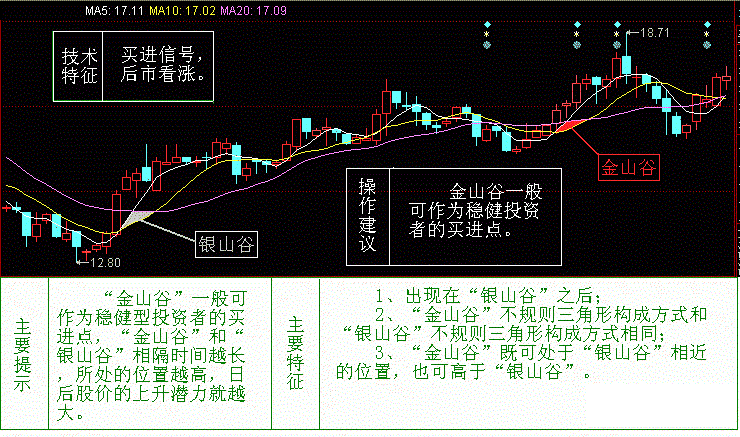 MA5: 17.11 MA10: 17.02 MA20: 17.09
18.71
技术
特征
买进信号，
后市看涨。
金山谷
操作建议
金山谷一般
可作为稳健投资
者的买进点。
银山谷
12.80
主要提示
“金山谷”一般可
作为稳健型投资者的买
进点，“金山谷”和“
银山谷”相隔时间越长
，所处的位置越高，日
后股价的上升潜力就越
大。
主要特征
1、出现在“银山谷”之后；
2、“金山谷”不规则三角形构成方式和
“银山谷”不规则三角形构成方式相同；
3、“金山谷”既可处于“银山谷”相近
的位置，也可高于“银山谷”。